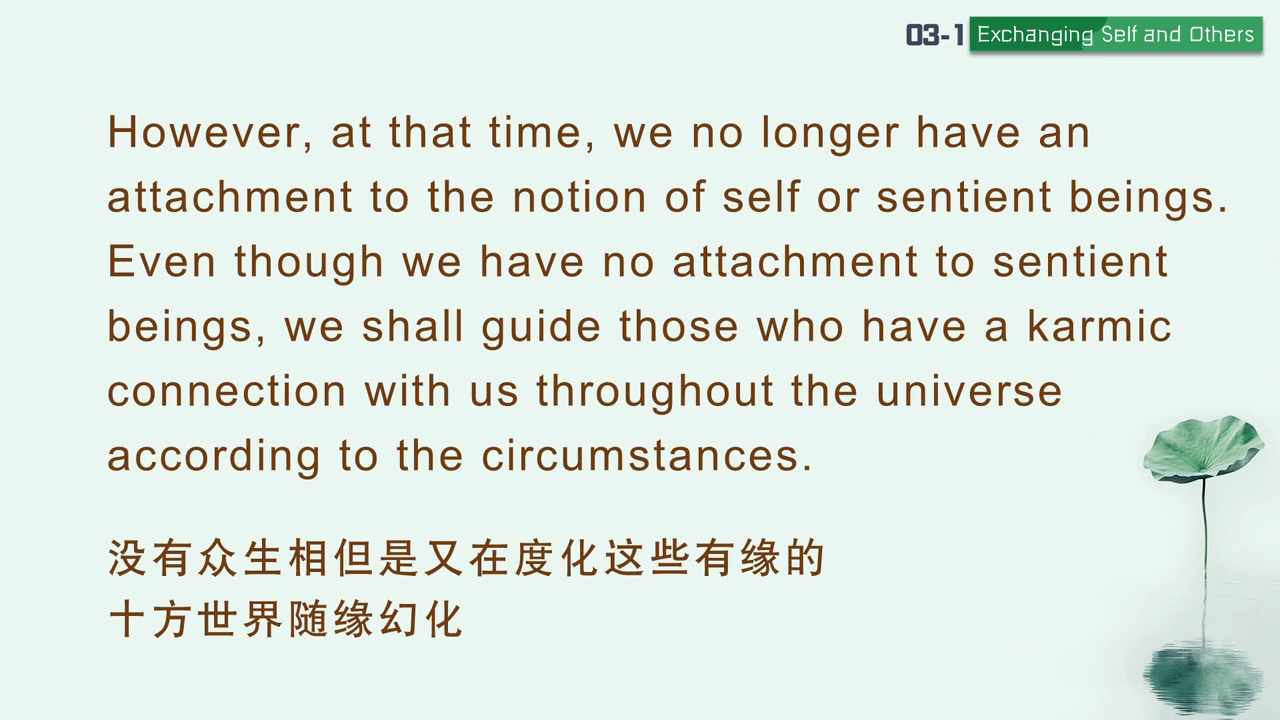 03-1 Exchanging Self and Others
However, at that time, we no longer have an
attachment to the notion of self or sentient beings.
Even though we have no attachment to sentient
beings, we shall guide those who have a karmic
connection with us throughout the universe
according to the circumstances.
没有众生相但是又在度化这些有缘的
十方世界随缘幻化